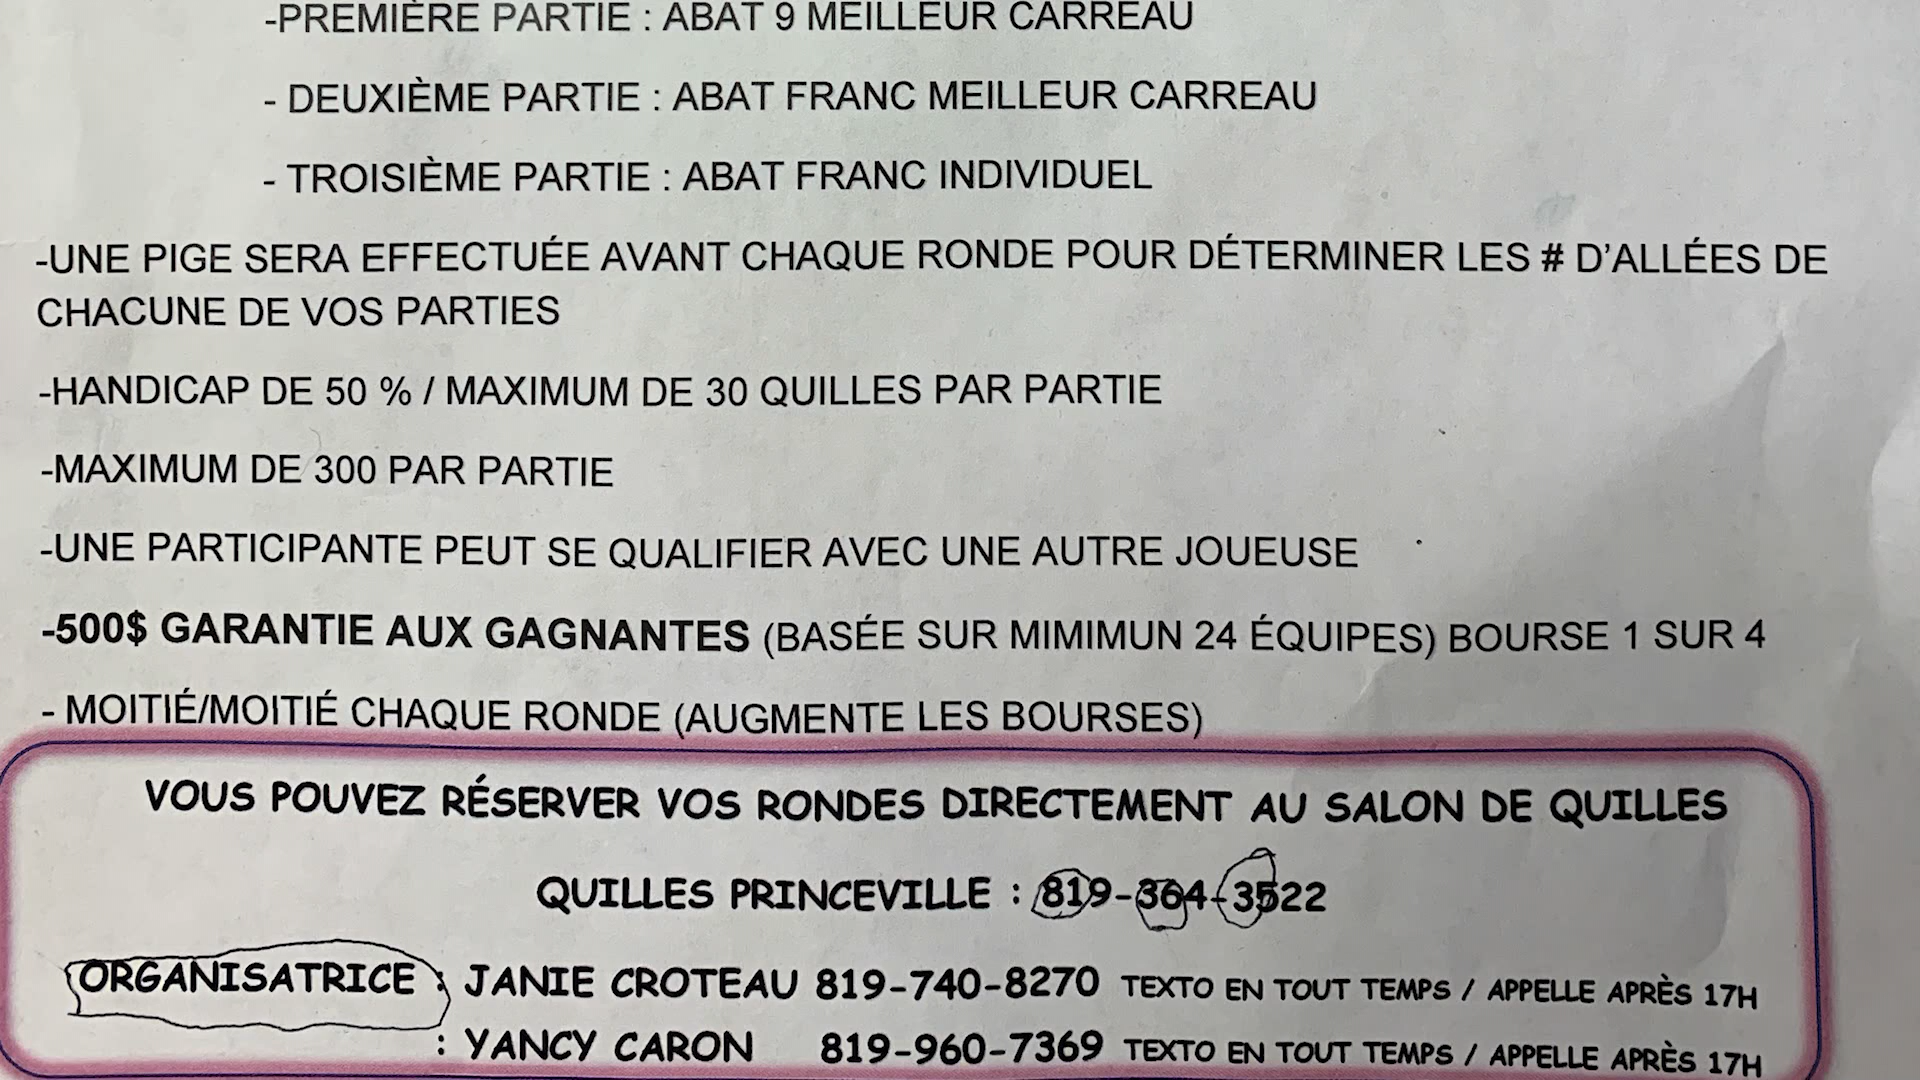 -PREMIÈRE PARTIE : ABAT 9 MEILLEUR CARREAU
- DEUXIÈME PARTIE : ABAT FRANC MEILLEUR CARREAU
- TROISIÈME PARTIE : ABAT FRANC INDIVIDUEL
-UNE PIGE SERA EFFECTUÉE AVANT CHAQUE RONDE POUR DÉTERMINER LES # D'ALLÉES DE
CHACUNE DE VOS PARTIES
-HANDICAP DE 50 % / MAXIMUM DE 30 QUILLES PAR PARTIE
-MAXIMUM DE 300 PAR PARTIE
-UNE PARTICIPANTE PEUT SE QUALIFIER AVEC UNE AUTRE JOUEUSE
-500$ GARANTIE AUX GAGNANTES (BASÉE SUR MIMIMUN 24 ÉQUIPES) BOURSE 1 SUR 4
- MOITIÉ/MOITIÉ CHAQUE RONDE (AUGMENTE LES BOURSES)
VOUS POUVEZ RÉSERVER VOS RONDES DIRECTEMENT AU SALON DE QUILLES
QUILLES PRINCEVILLE : 819-364-3522
ORGANISATRICE : JANIE CROTEAU 819-740-8270 TEXTO EN TOUT TEMPS / APPELLE APRÈS 17H
: YANCY CARON 819-960-7369 TEXTO EN TOUT TEMPS / APPELLE APRÈS 17H